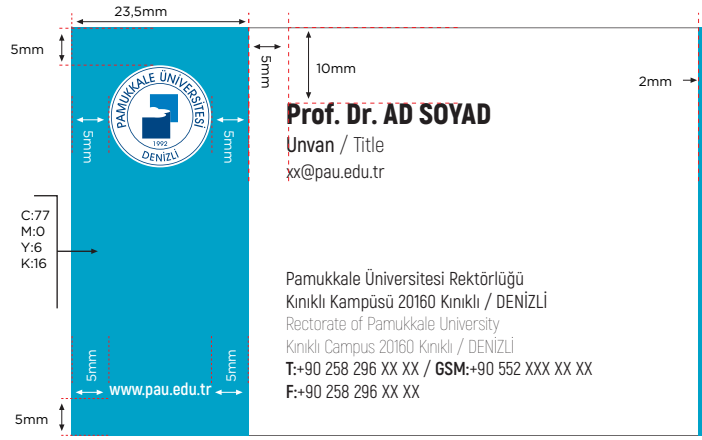 23,5mm
5mm
5mm
10mm
2mm
PAMUKKALE ÜNİVERSİTESİ
1992
DENİZLİ
5mm
5mm
Prof. Dr. AD SOYAD
Unvan / Title
xx@pau.edu.tr
C:77
M:0
Y:6
K:16
Pamukkale Üniversitesi Rektörlüğü
Kınıklı Kampüsü 20160 Kınıklı / DENİZLİ
Rectorate of Pamukkale University
Kınıklı Campus 20160 Kınıklı / DENİZLİ
T:+90 258 296 XX XX / GSM:+90 552 XXX XX XX
F:+90 258 296 XX XX
5mm
5mm
www.pau.edu.tr
5mm